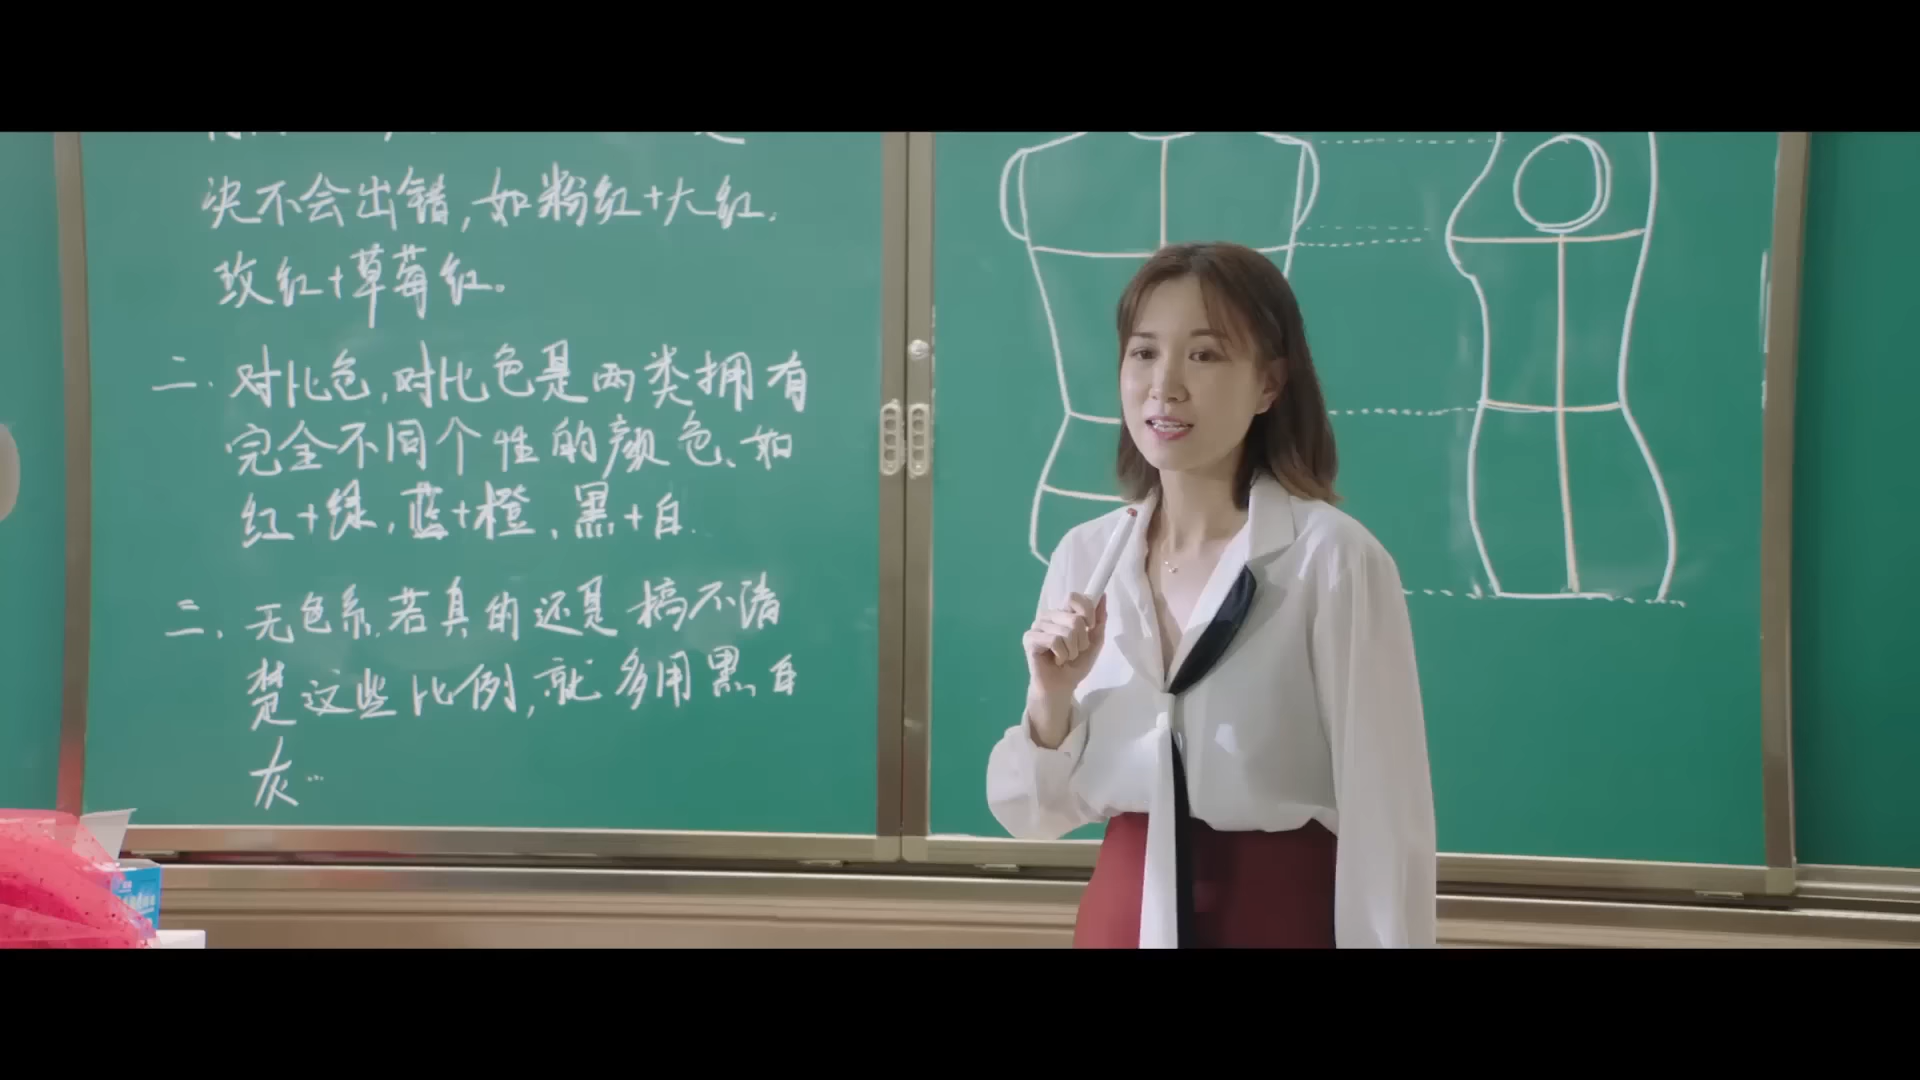 决不会出错,如粉红+大红.
玫红+草莓红。
二.对比色,对比色是两类拥有
完全不同个性的颜色、如
红+绿,蓝+橙,黑+白.
三、无色系.若真的还是搞不清
楚这些比例,就多用黑白
灰…